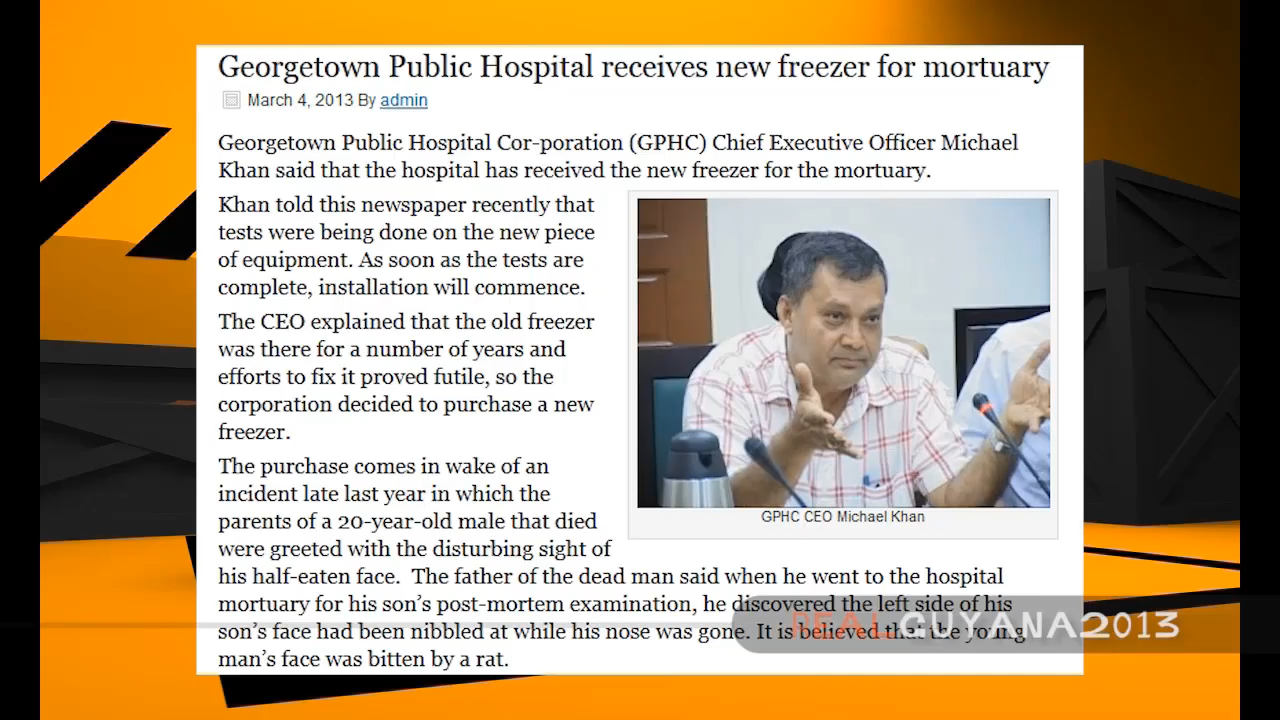 Georgetown Public Hospital receives new freezer for mortuary
March 4, 2013 By admin
Georgetown Public Hospital Cor-poration (GPHC) Chief Executive Officer Michael
Khan said that the hospital has received the new freezer for the mortuary.
Khan told this newspaper recently that
tests were being done on the new piece
of equipment. As soon as the tests are
complete, installation will commence.
The CEO explained that the old freezer
was there for a number of years and
efforts to fix it proved futile, so the
corporation decided to purchase a new
freezer.
The purchase comes in wake of an
incident late last year in which the
parents of a 20-year-old male that died
were greeted with the disturbing sight of
his half-eaten face. The father of the dead man said when he went to the hospital
mortuary for his son’s post-mortem examination, he discovered the left side of his
son’s face had been nibbled at while his nose was gone. It is believed that the young
man’s face was bitten by a rat.
GPHC CEO Michael Khan
REALGUYANA2013